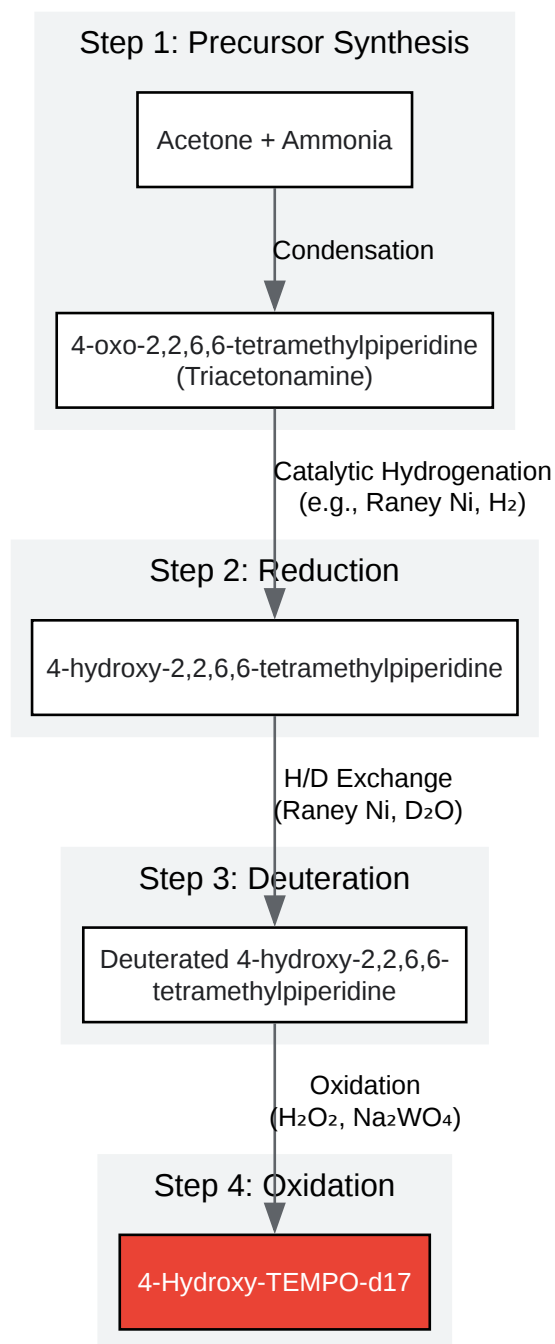 Step 1: Precursor Synthesis
Acetone + Ammonia
Condensation
4-oxo-2,2,6,6-tetramethylpiperidine
(Triacetonamine)
Catalytic Hydrogenation
(e.g., Raney Ni, H₂)
Step 2: Reduction
4-hydroxy-2,2,6,6-tetramethylpiperidine
H/D Exchange
(Raney Ni, D₂O)
Step 3: Deuteration
Deuterated 4-hydroxy-2,2,6,6-
tetramethylpiperidine
Oxidation
(H₂O₂, Na₂WO₄)
Step 4: Oxidation
4-Hydroxy-TEMPO-d17